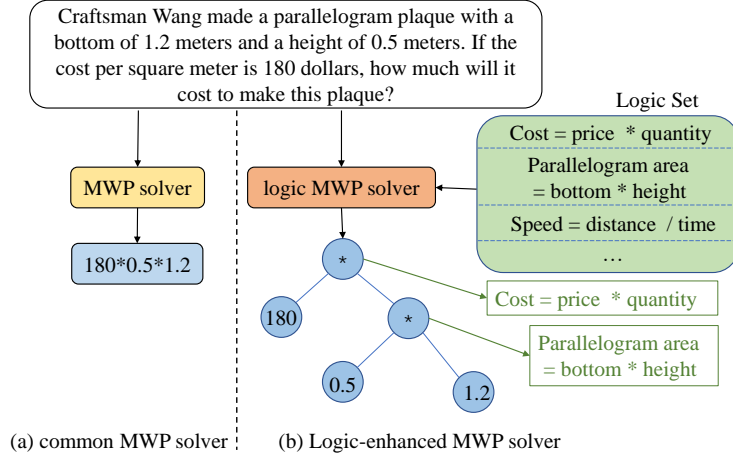 Craftsman Wang made a parallelogram plaque with a
bottom of 1.2 meters and a height of 0.5 meters. If the
cost per square meter is 180 dollars, how much will it
cost to make this plaque?
Logic Set
Cost = price * quantity
Parallelogram area
= bottom * height
Speed = distance / time
...
MWP solver
logic MWP solver
180*0.5*1.2
*
180
*
0.5
1.2
Cost = price * quantity
Parallelogram area
= bottom * height
(a) common MWP solver
(b) Logic-enhanced MWP solver